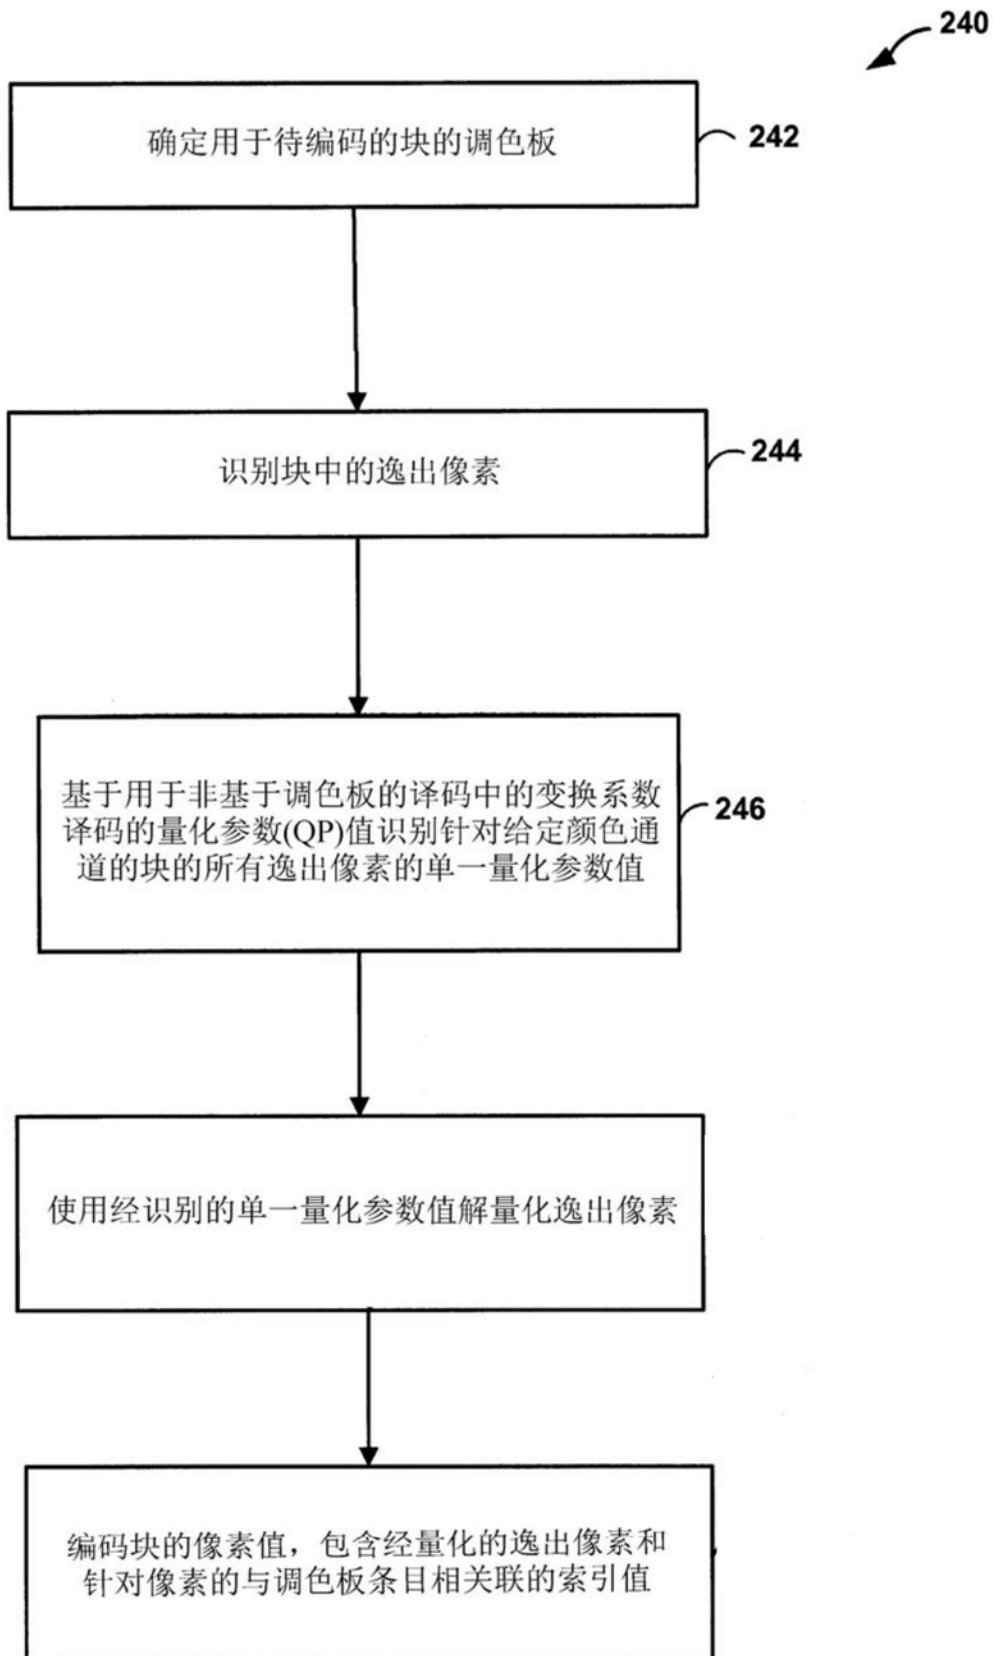 240
确定用于待编码的块的调色板
242
识别块中的逸出像素
244
基于用于非基于调色板的译码中的变换系数
译码的量化参数(QP)值识别针对给定颜色通
道的块的所有逸出像素的单一量化参数值
246
使用经识别的单一量化参数值解量化逸出像素
编码块的像素值，包含经量化的逸出像素和
针对像素的与调色板条目相关联的索引值